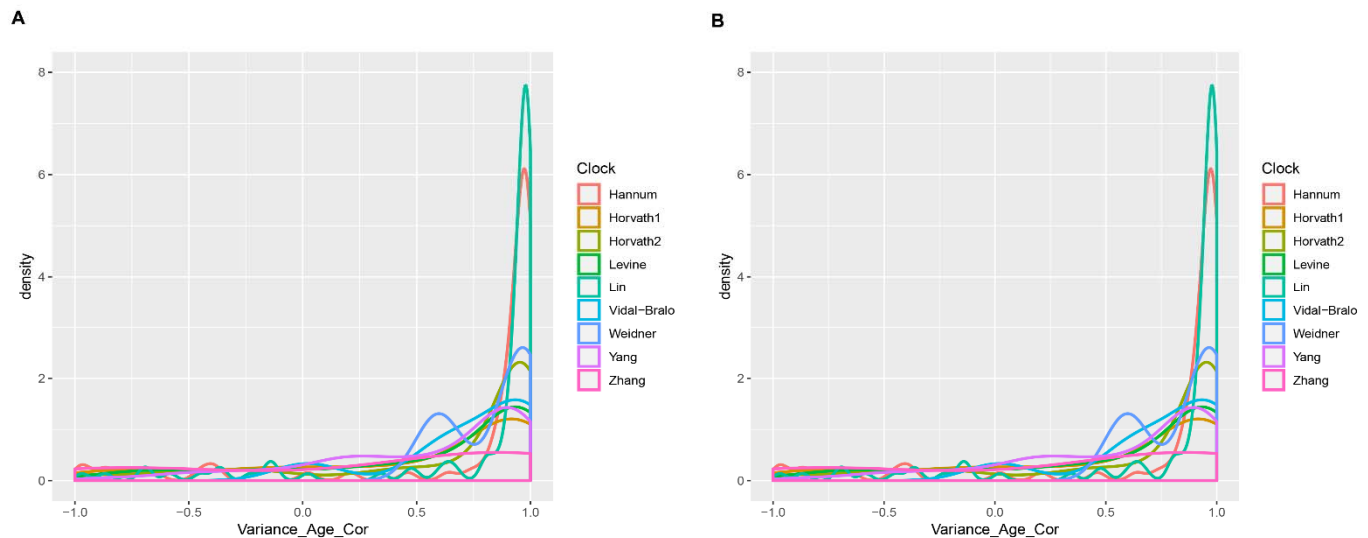 A
density
8
6
4
2
0
−1.0
−0.5
0.0
0.5
1.0
Variance_Age_Cor
Clock
Hannum
Horvath1
Horvath2
Levine
Lin
Vidal−Bralo
Weidner
Yang
Zhang
B
density
8
6
4
2
0
−1.0
−0.5
0.0
0.5
1.0
Variance_Age_Cor
Clock
Hannum
Horvath1
Horvath2
Levine
Lin
Vidal−Bralo
Weidner
Yang
Zhang